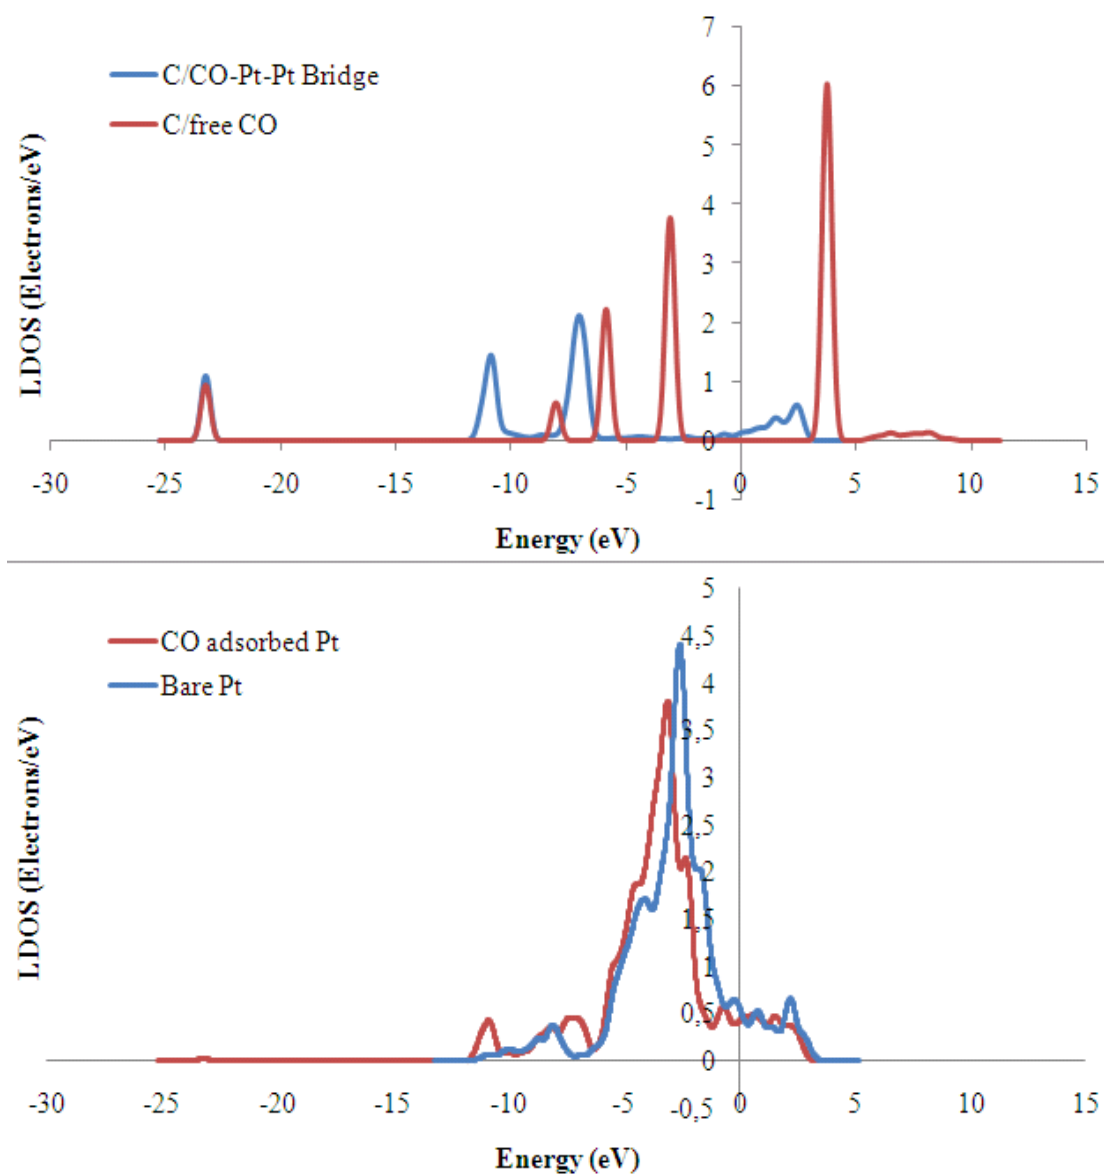 7
C/CO-Pt-Pt Bridge
6
C/free CO
5
4
3
2
1
0
-30 -25 -20 -15 -10 -5 0 5 10 15
-1
LDOS (Electrons/eV)
Energy (eV)
5
CO adsorbed Pt
4,5
Bare Pt
4
3,5
3
2,5
2
1,5
1
0,5
0
-30 -25 -20 -15 -10 -5 0 5 10 15
-0,5
LDOS (Electrons/eV)
Energy (eV)